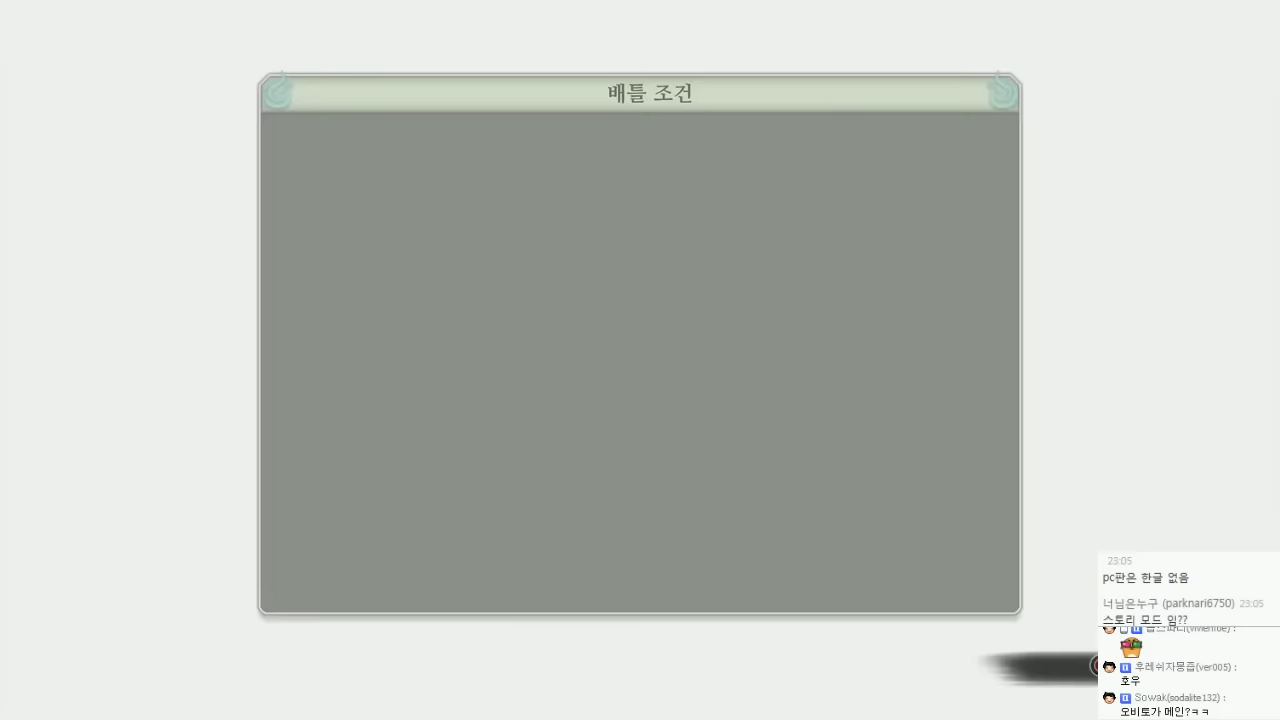 배틀 조건
23:05
pc판은 한글 없음
너님은누구 (parknari6750) 23:05
스토리 모드 임??
후레쉬자몽즙(ver005) :
호우
Sowak(sodalite132) :
오비토가 메인?ㅋㅋ